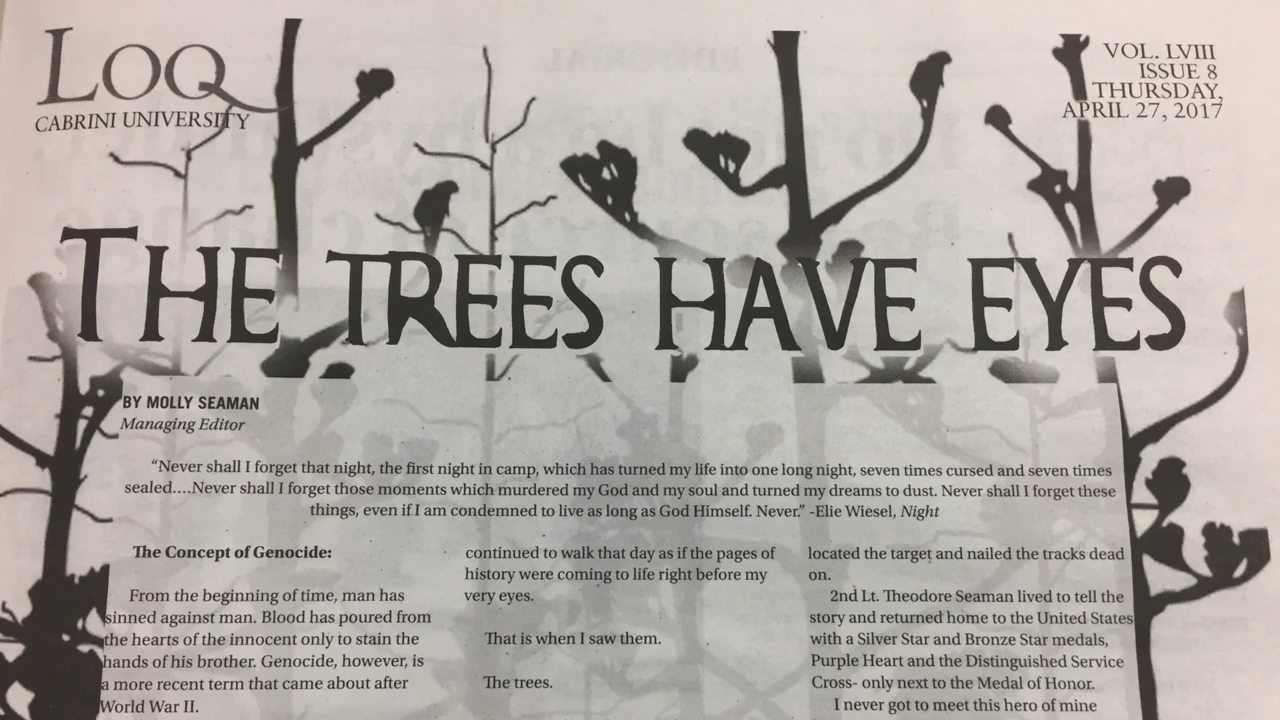 LOQ
CABRINI UNIVERSITY
VOL. LVIII
ISSUE 8
THURSDAY,
APRIL 27, 2017
THE TREES HAVE EYES
BY MOLLY SEAMAN
Managing Editor
“Never shall I forget that night, the first night in camp, which has turned my life into one long night, seven times cursed and seven times
sealed....Never shall I forget those moments which murdered my God and my soul and turned my dreams to dust. Never shall I forget these
things, even if I am condemned to live as long as God Himself. Never.” -Elie Wiesel, Night
The Concept of Genocide:
From the beginning of time, man has
sinned against man. Blood has poured from
the hearts of the innocent only to stain the
hands of his brother. Genocide, however, is
a more recent term that came about after
World War II.
continued to walk that day as if the pages of
history were coming to life right before my
very eyes.
That is when I saw them.
The trees.
located the target and nailed the tracks dead
on.
2nd Lt. Theodore Seaman lived to tell the
story and returned home to the United States
with a Silver Star and Bronze Star medals,
Purple Heart and the Distinguished Service
Cross- only next to the Medal of Honor.
I never got to meet this hero of mine